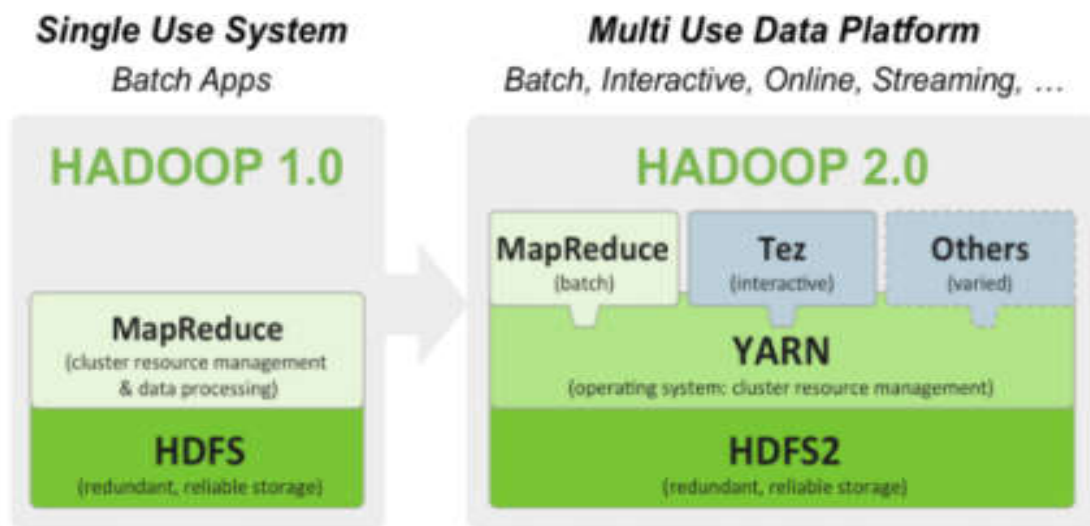 Single Use System
Batch Apps
HADOOP 1.0
MapReduce
(cluster resource management
& data processing)
HDFS
(redundant, reliable storage)
Multi Use Data Platform
Batch, Interactive, Online, Streaming, …
HADOOP 2.0
MapReduce
(batch)
Tez
(interactive)
Others
(varied)
YARN
(operating system: cluster resource management)
HDFS2
(redundant, reliable storage)